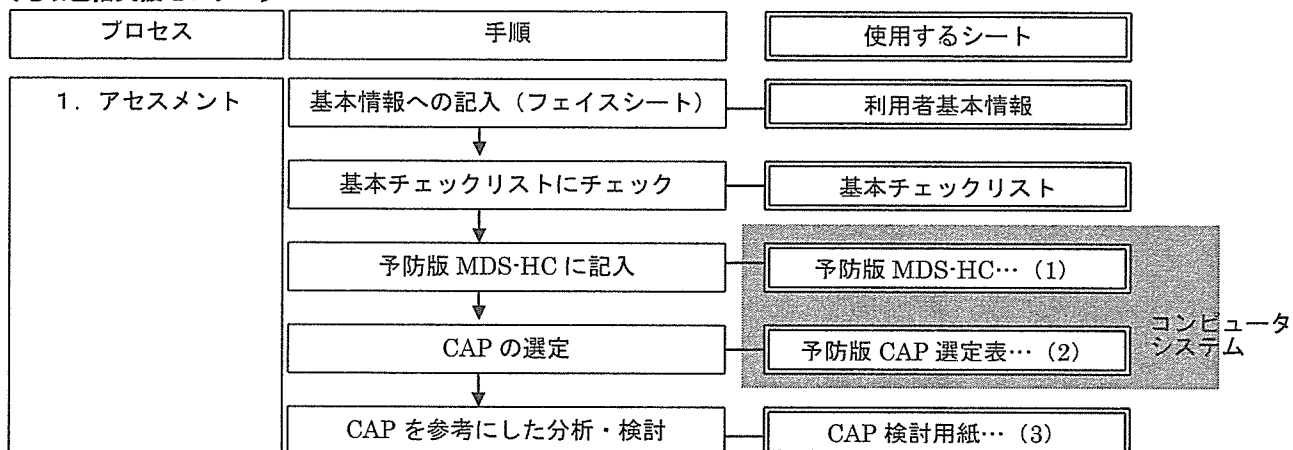 プロセス 手順 使用するシート
1. アセスメント 基本情報への記入（フェイスシート） 利用者基本情報
基本チェックリストにチェック 基本チェックリスト
予防版 MDS-HC に記入 予防版 MDS-HC…（1）
コンピュータ
システム
CAP の選定 予防版 CAP 選定表…（2）
CAP を参考にした分析・検討 CAP 検討用紙…（3）